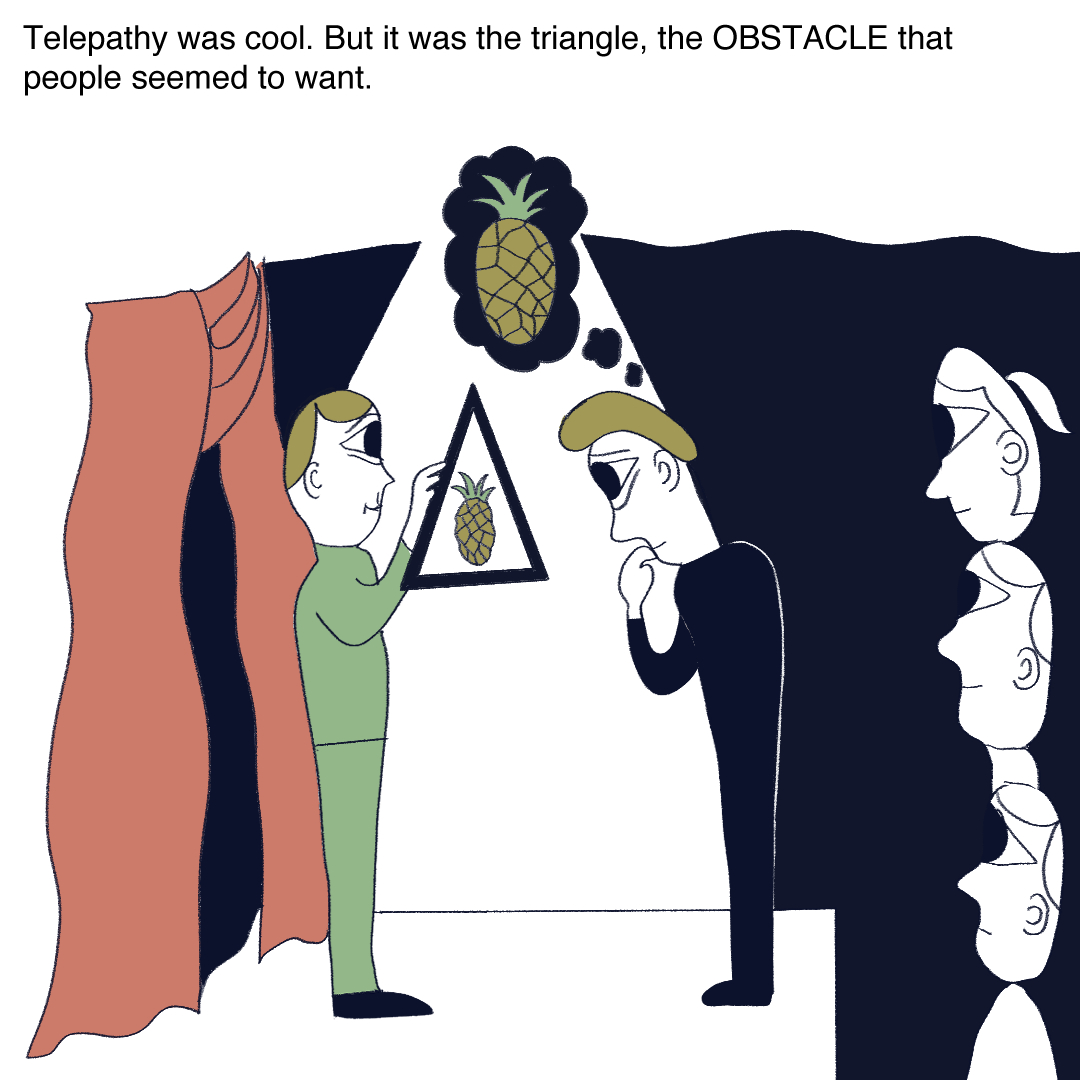 Telepathy was cool. But it was the triangle, the OBSTACLE that
people seemed to want.